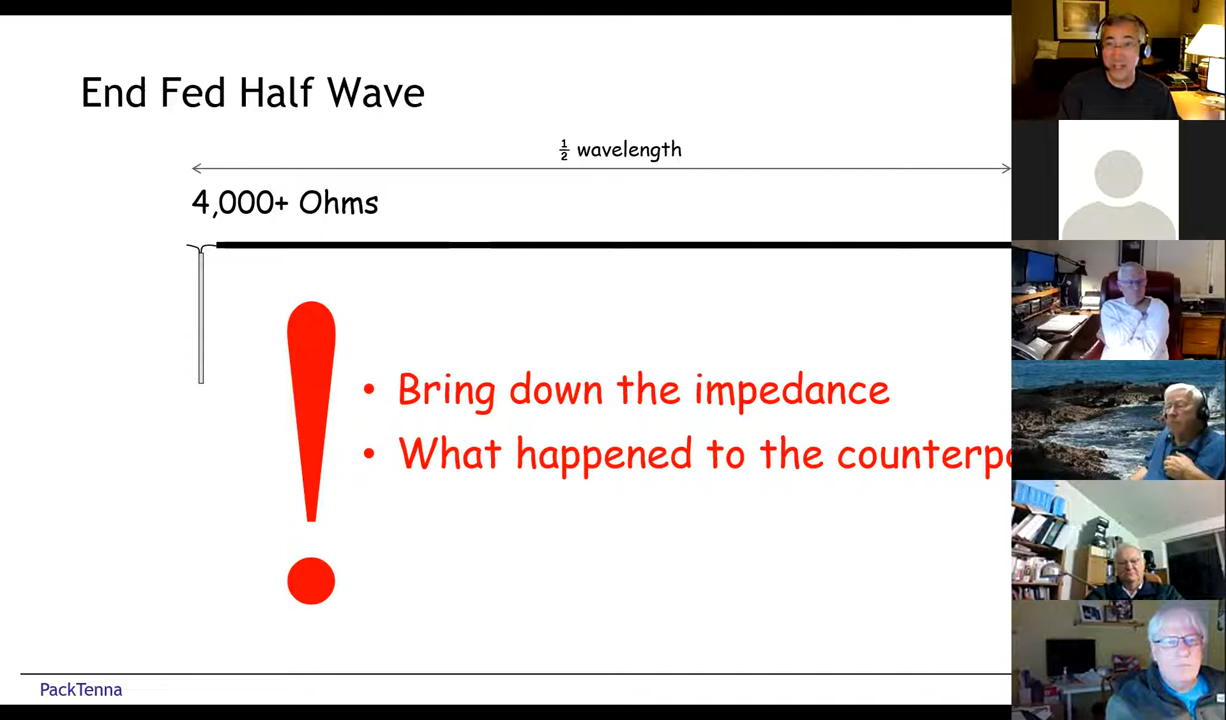 End Fed Half Wave
½ wavelength
4,000+ Ohms
• Bring down the impedance
• What happened to the
PackTenna